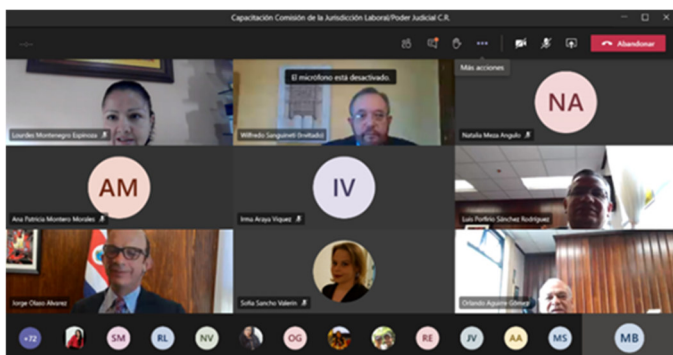 Capacitación Comisión de la Jurisdicción Laboral/Poder Judicial C.R.
Abandonar
El micrófono está desactivado.
Más acciones
Lourdes Montenegro Espinoza
Wilfredo Sanguineti (Invitado)
NA
Natalia Meza Angulo
AM
Ana Patricia Montero Morales
IV
Irma Araya Víquez
Luis Porfirio Sánchez Rodríguez
Jorge Olaso Alvarez
Sofía Sancho Valerín
Orlando Aguirre Gómez
+72
SM
RL
NV
OG
RE
JV
AA
MS
MB